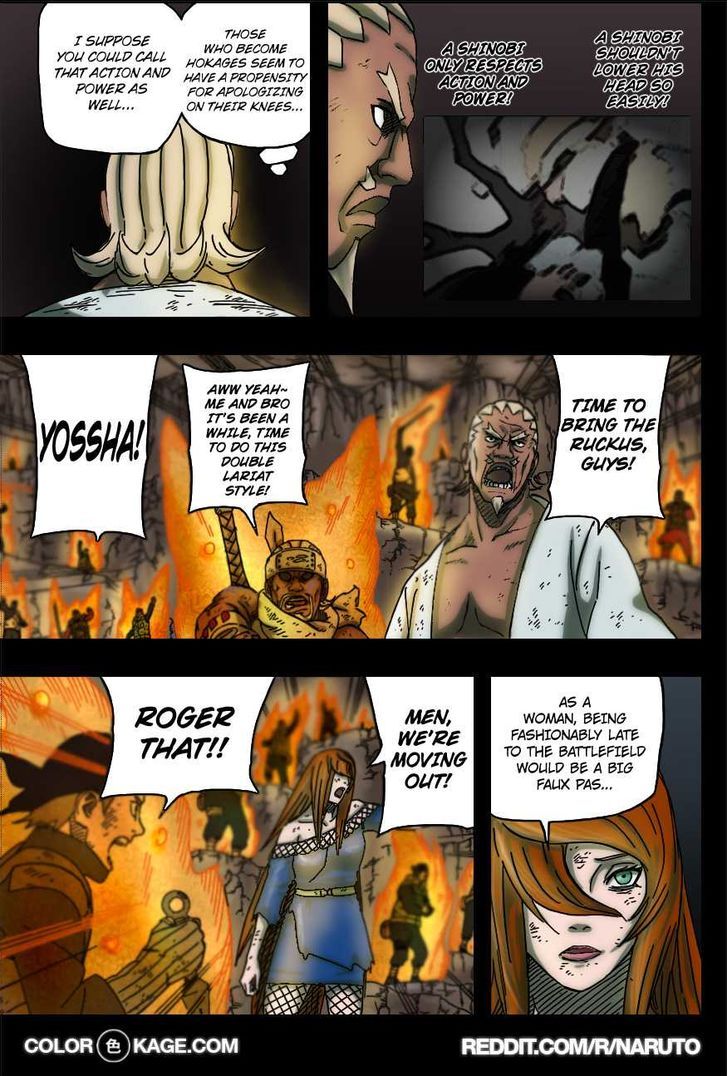 A SHINOBI
SHOULDN'T
LOWER HIS
HEAD SO
EASILY!
A SHINOBI
ONLY RESPECTS
ACTION AND
POWER!
THOSE
WHO BECOME
HOKAGES SEEM TO
HAVE A PROPENSITY
FOR APOLOGIZING
ON THEIR KNEES...
I SUPPOSE
YOU COULD CALL
THAT ACTION AND
POWER AS
WELL...
TIME TO
BRING THE
RUCKUS,
GUYS!
AWW YEAH~
ME AND BRO
IT'S BEEN A
WHILE, TIME
TO DO THIS
DOUBLE
LARIAT
STYLE!
YOSSHA!
AS A
WOMAN, BEING
FASHIONABLY LATE
TO THE BATTLEFIELD
WOULD BE A BIG
FAUX PAS...
MEN,
WE'RE
MOVING
OUT!
ROGER
THAT!!
COLOR 色 KAGE.COM
REDDIT.COM/R/NARUTO